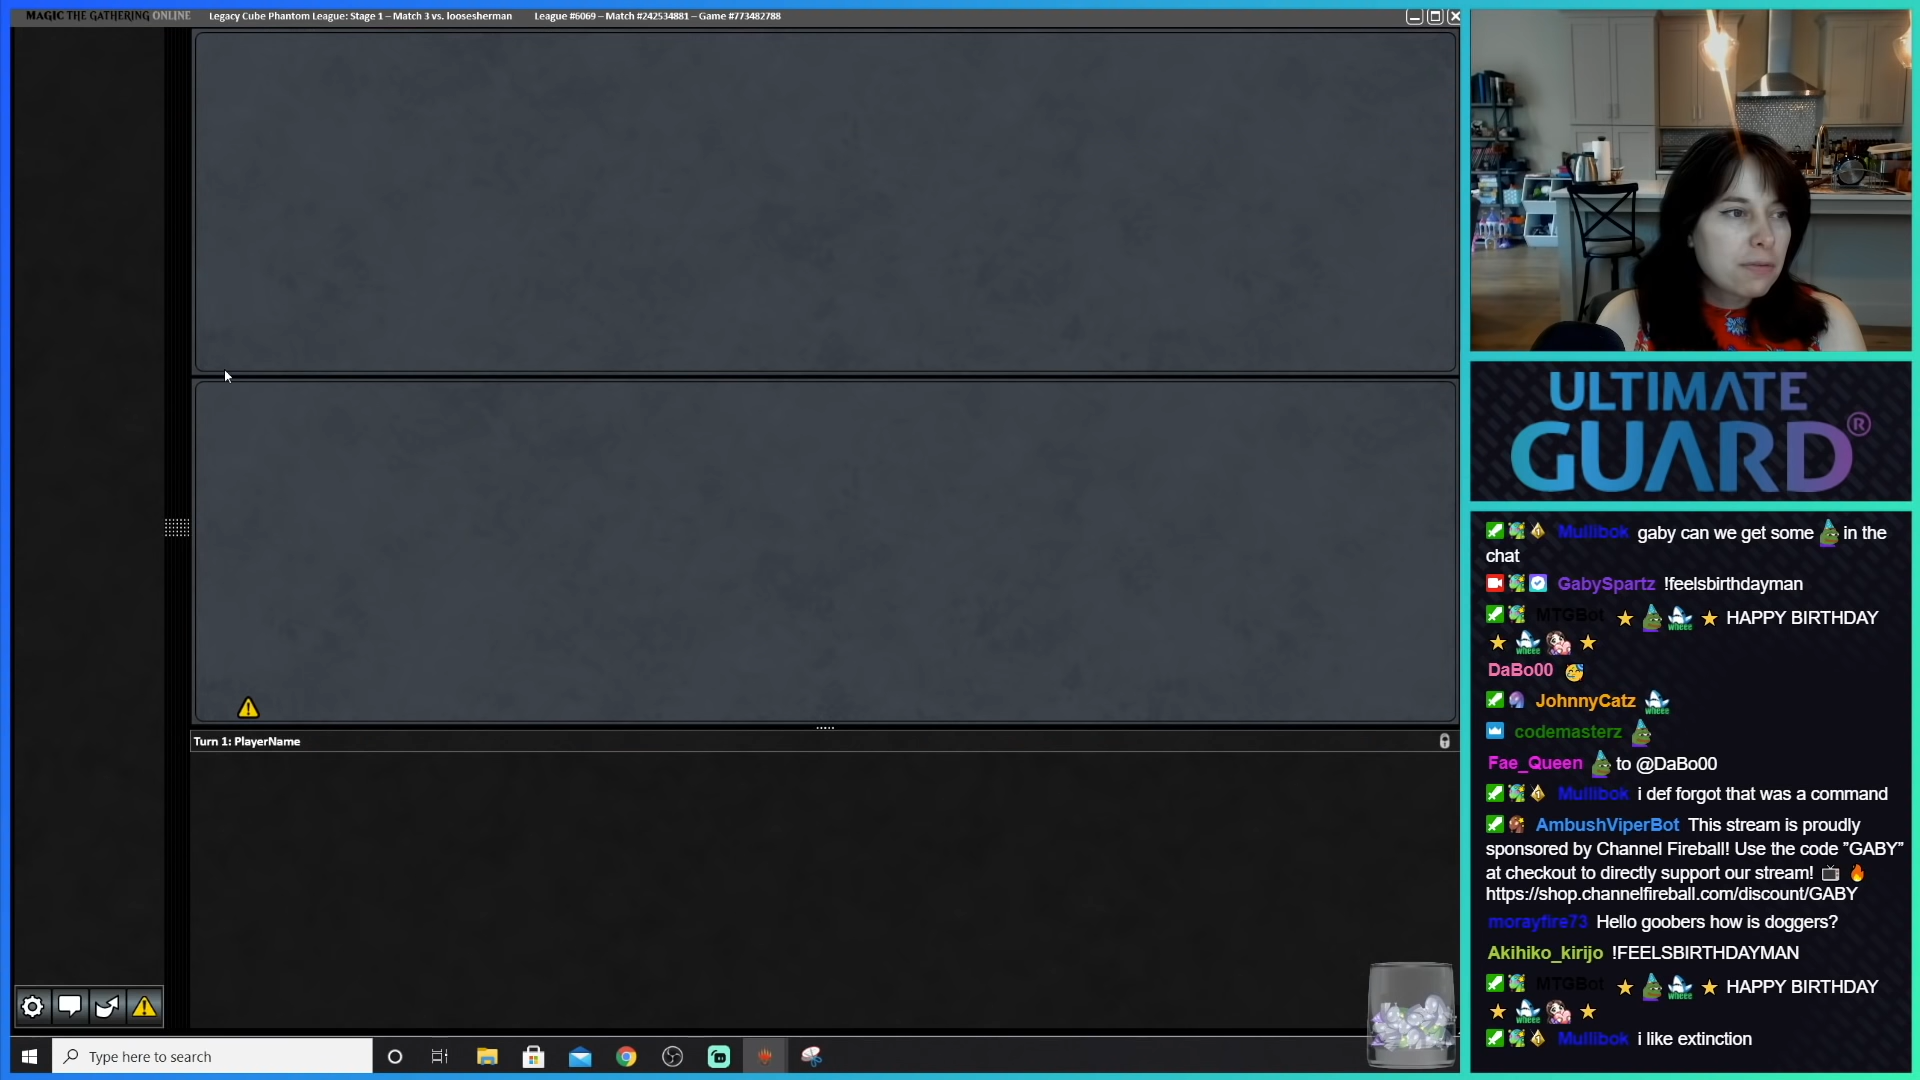 MAGIC THE GATHERING ONLINE
Legacy Cube Phantom League: Stage 1 – Match 3 vs. loosesherman
League #6069 – Match #242534881 – Game #773482788
Turn 1: PlayerName
Type here to search
ULTIMATE
GUARD®
Mullibok gaby can we get some in the
chat
GabySpartz !feelsbirthdayman
MTGBot HAPPY BIRTHDAY
wheee
DaBo00
JohnnyCatz wheee
codemasterz
Fae_Queen to @DaBo00
Mullibok i def forgot that was a command
AmbushViperBot This stream is proudly
sponsored by Channel Fireball! Use the code "GABY"
at checkout to directly support our stream!
https://shop.channelfireball.com/discount/GABY
morayfire73 Hello goobers how is doggers?
Akihiko_kirijo !FEELSBIRTHDAYMAN
MTGBot wheee HAPPY BIRTHDAY
wheee
Mullibok i like extinction